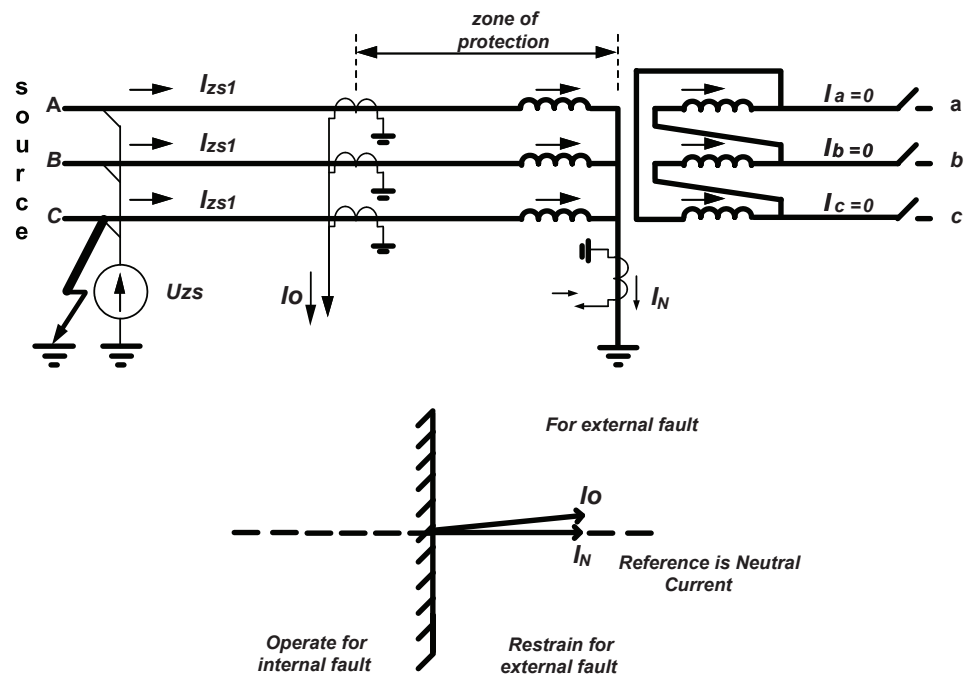 zone of
protection
source
A
Izs1
B
Izs1
C
Izs1
Ia=0
a
Ib=0
b
Ic=0
c
Uzs
Io
IN
For external fault
Io
IN
Reference is Neutral
Current
Operate for
internal fault
Restrain for
external fault